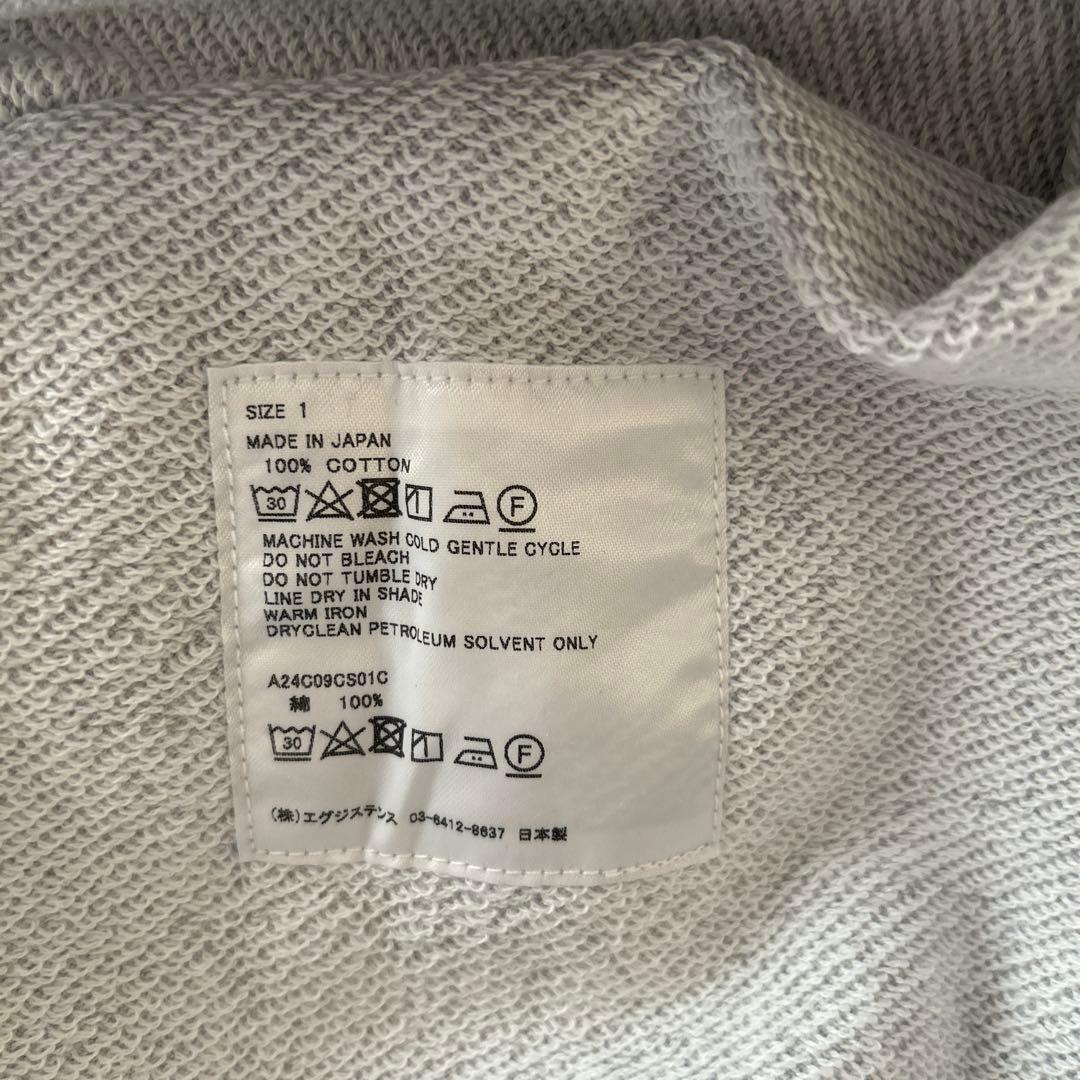 SIZE 1
MADE IN JAPAN
100% COTTON
30 F
MACHINE WASH COLD GENTLE CYCLE
DO NOT BLEACH
DO NOT TUMBLE DRY
LINE DRY IN SHADE
WARM IRON
DRYCLEAN PETROLEUM SOLVENT ONLY
A24C09CS01C
綿 100%
30 F
(株)エグジステンス 03-6412-8637 日本製